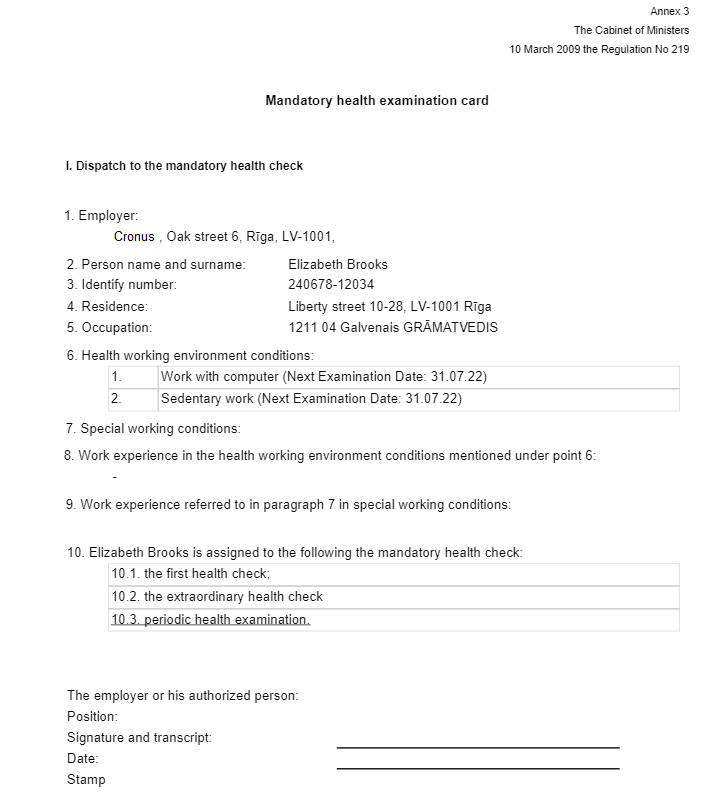 Annex 3
The Cabinet of Ministers
10 March 2009 the Regulation No 219
Mandatory health examination card
I. Dispatch to the mandatory health check
1. Employer:
Cronus , Oak street 6, Rīga, LV-1001,
2. Person name and surname: Elizabeth Brooks
3. Identify number: 240678-12034
4. Residence: Liberty street 10-28, LV-1001 Rīga
5. Occupation: 1211 04 Galvenais GRĀMATVEDIS
6. Health working environment conditions:
1. Work with computer (Next Examination Date: 31.07.22)
2. Sedentary work (Next Examination Date: 31.07.22)
7. Special working conditions:
8. Work experience in the health working environment conditions mentioned under point 6:
-
9. Work experience referred to in paragraph 7 in special working conditions:
10. Elizabeth Brooks is assigned to the following the mandatory health check:
10.1. the first health check;
10.2. the extraordinary health check
10.3. periodic health examination.
The employer or his authorized person:
Position:
Signature and transcript:
Date:
Stamp